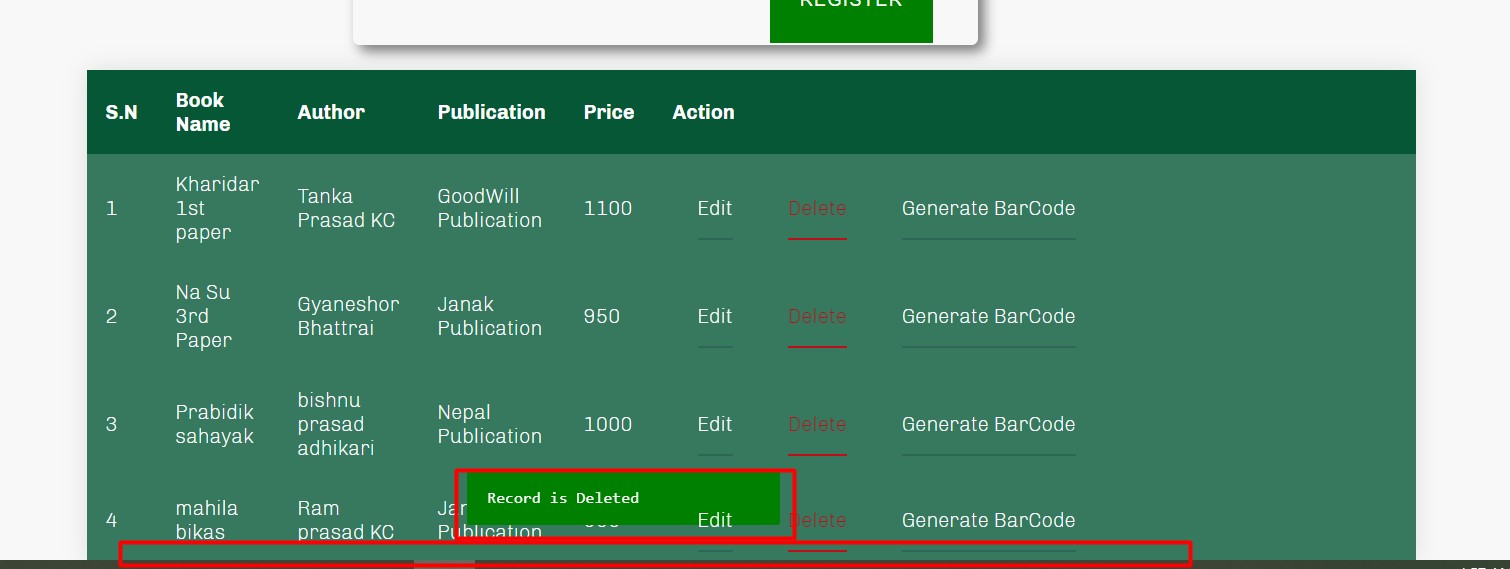 REGISTER
S.N Book Name Author Publication Price Action
1 Kharidar 1st paper Tanka Prasad KC GoodWill Publication 1100 Edit Delete Generate BarCode
2 Na Su 3rd Paper Gyaneshor Bhattrai Janak Publication 950 Edit Delete Generate BarCode
3 Prabidik sahayak bishnu prasad adhikari Nepal Publication 1000 Edit Delete Generate BarCode
Record is Deleted
4 mahila bikas Ram prasad KC Publication Edit Delete Generate BarCode